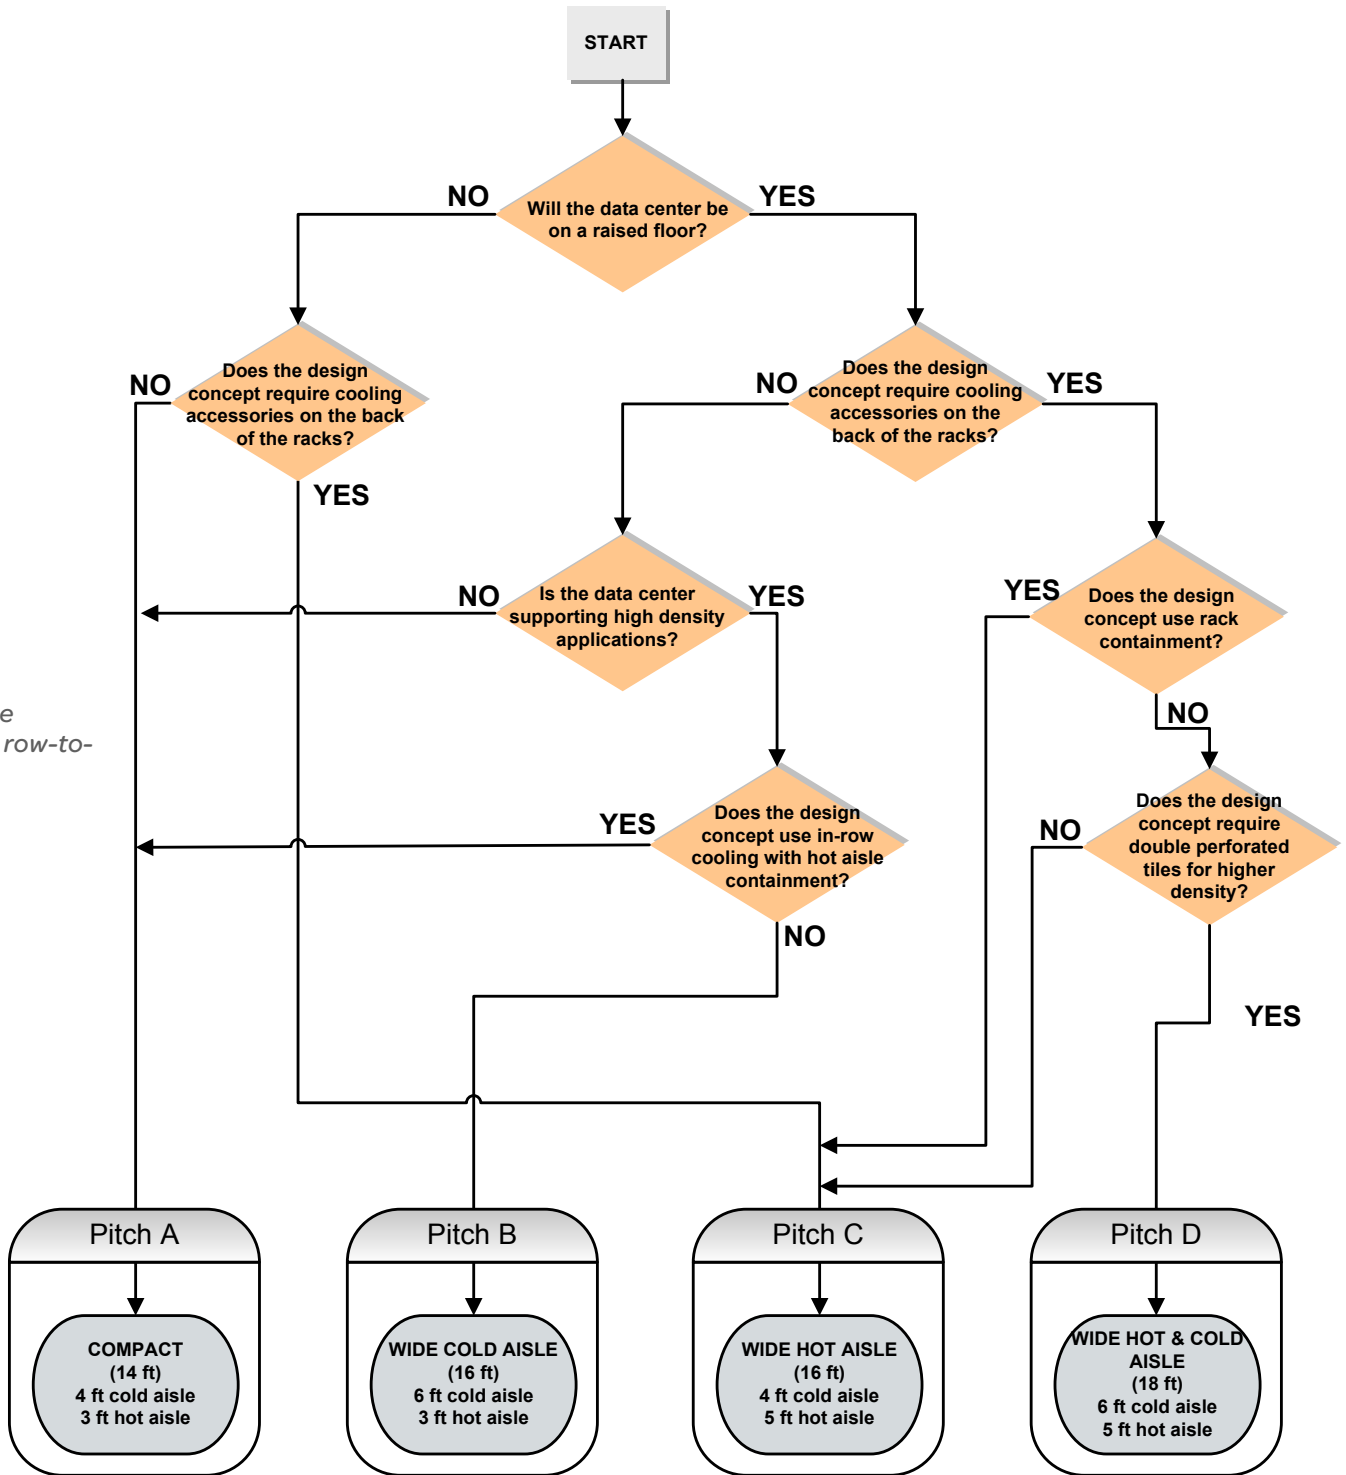 START
NO
YES
Will the data center be
on a raised floor?
NO
Does the design
concept require cooling
accessories on the back
of the racks?
YES
NO
Does the design
concept require cooling
accessories on the
back of the racks?
YES
NO
Is the data center
supporting high density
applications?
YES
YES
Does the design
concept use rack
containment?
NO
e
row-to-
YES
Does the design
concept use in-row
cooling with hot aisle
containment?
NO
NO
Does the design
concept require
double perforated
tiles for higher
density?
YES
Pitch A
COMPACT
(14 ft)
4 ft cold aisle
3 ft hot aisle
Pitch B
WIDE COLD AISLE
(16 ft)
6 ft cold aisle
3 ft hot aisle
Pitch C
WIDE HOT AISLE
(16 ft)
4 ft cold aisle
5 ft hot aisle
Pitch D
WIDE HOT & COLD
AISLE
(18 ft)
6 ft cold aisle
5 ft hot aisle